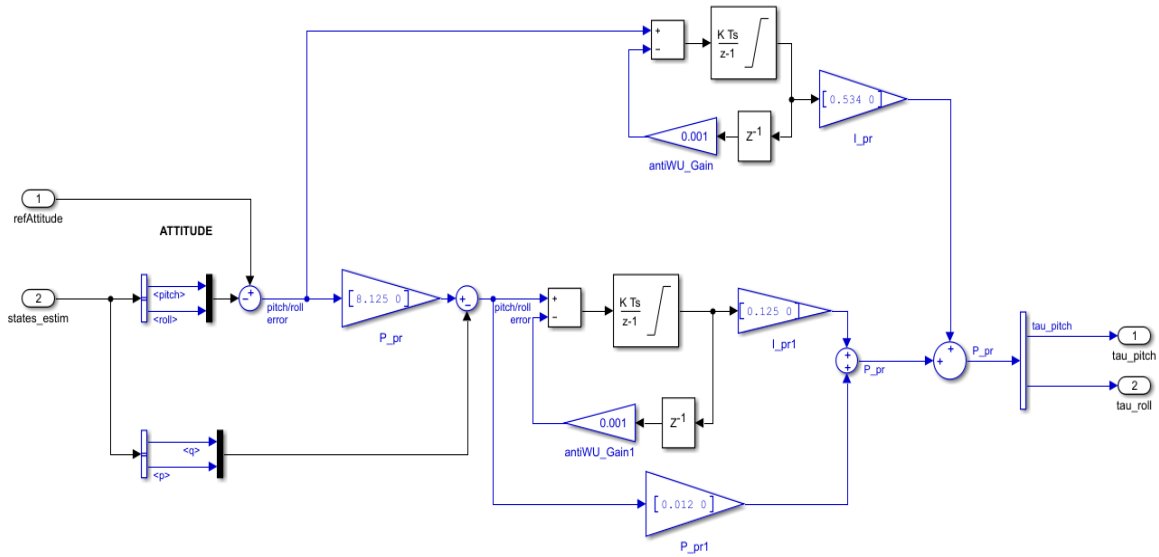 +
−
K Ts
z-1
[0.534 0]
I_pr
0.001
antiWU_Gain
Z-1
1
refAttitude
ATTITUDE
2
states_estim
<pitch>
<roll>
+
−
pitch/roll
error
[8.125 0]
P_pr
+
−
pitch/roll
error
+
−
K Ts
z-1
[0.125 0]
I_pr1
0.001
antiWU_Gain1
Z-1
+
+
P_pr
+
+
P_pr
tau_pitch
1
tau_pitch
2
tau_roll
<q>
<p>
[0.012 0]
P_pr1